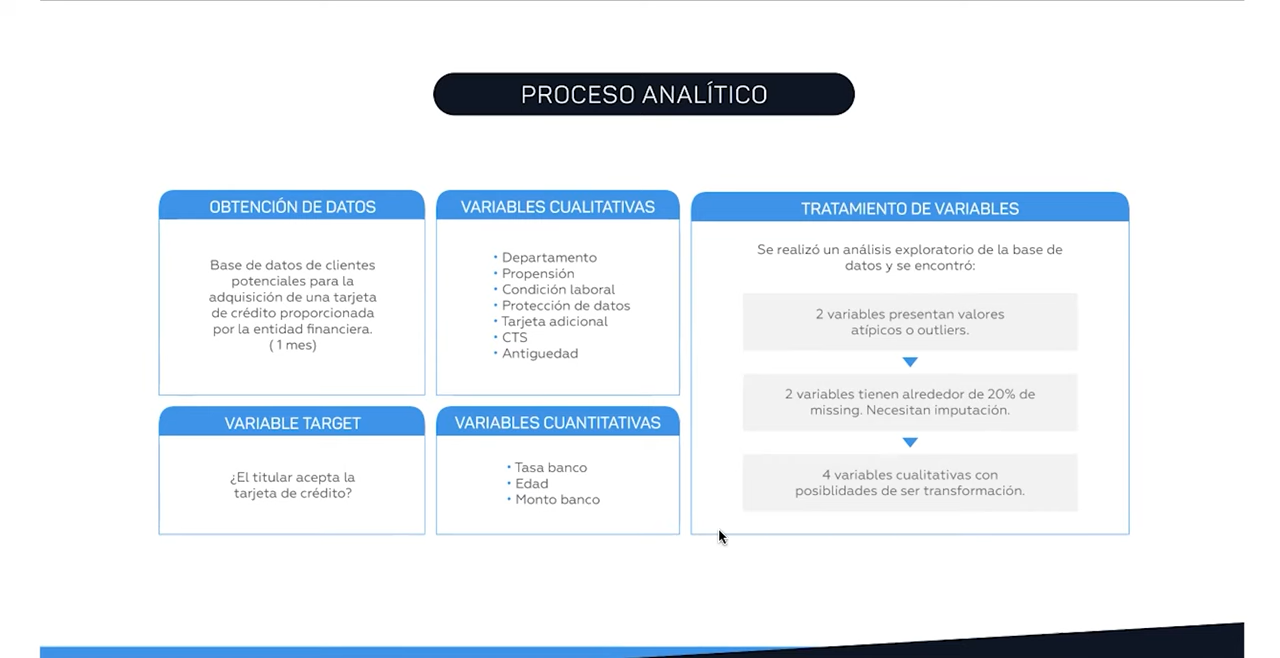 PROCESO ANALÍTICO
OBTENCIÓN DE DATOS
Base de datos de clientes
potenciales para la
adquisición de una tarjeta
de crédito proporcionada
por la entidad financiera.
( 1 mes)
VARIABLES CUALITATIVAS
• Departamento
• Propensión
• Condición laboral
• Protección de datos
• Tarjeta adicional
• CTS
• Antiguedad
VARIABLE TARGET
¿El titular acepta la
tarjeta de crédito?
VARIABLES CUANTITATIVAS
• Tasa banco
• Edad
• Monto banco
TRATAMIENTO DE VARIABLES
Se realizó un análisis exploratorio de la base de
datos y se encontró:
2 variables presentan valores
atípicos o outliers.
2 variables tienen alrededor de 20% de
missing. Necesitan imputación.
4 variables cualitativas con
posiblidades de ser transformación.